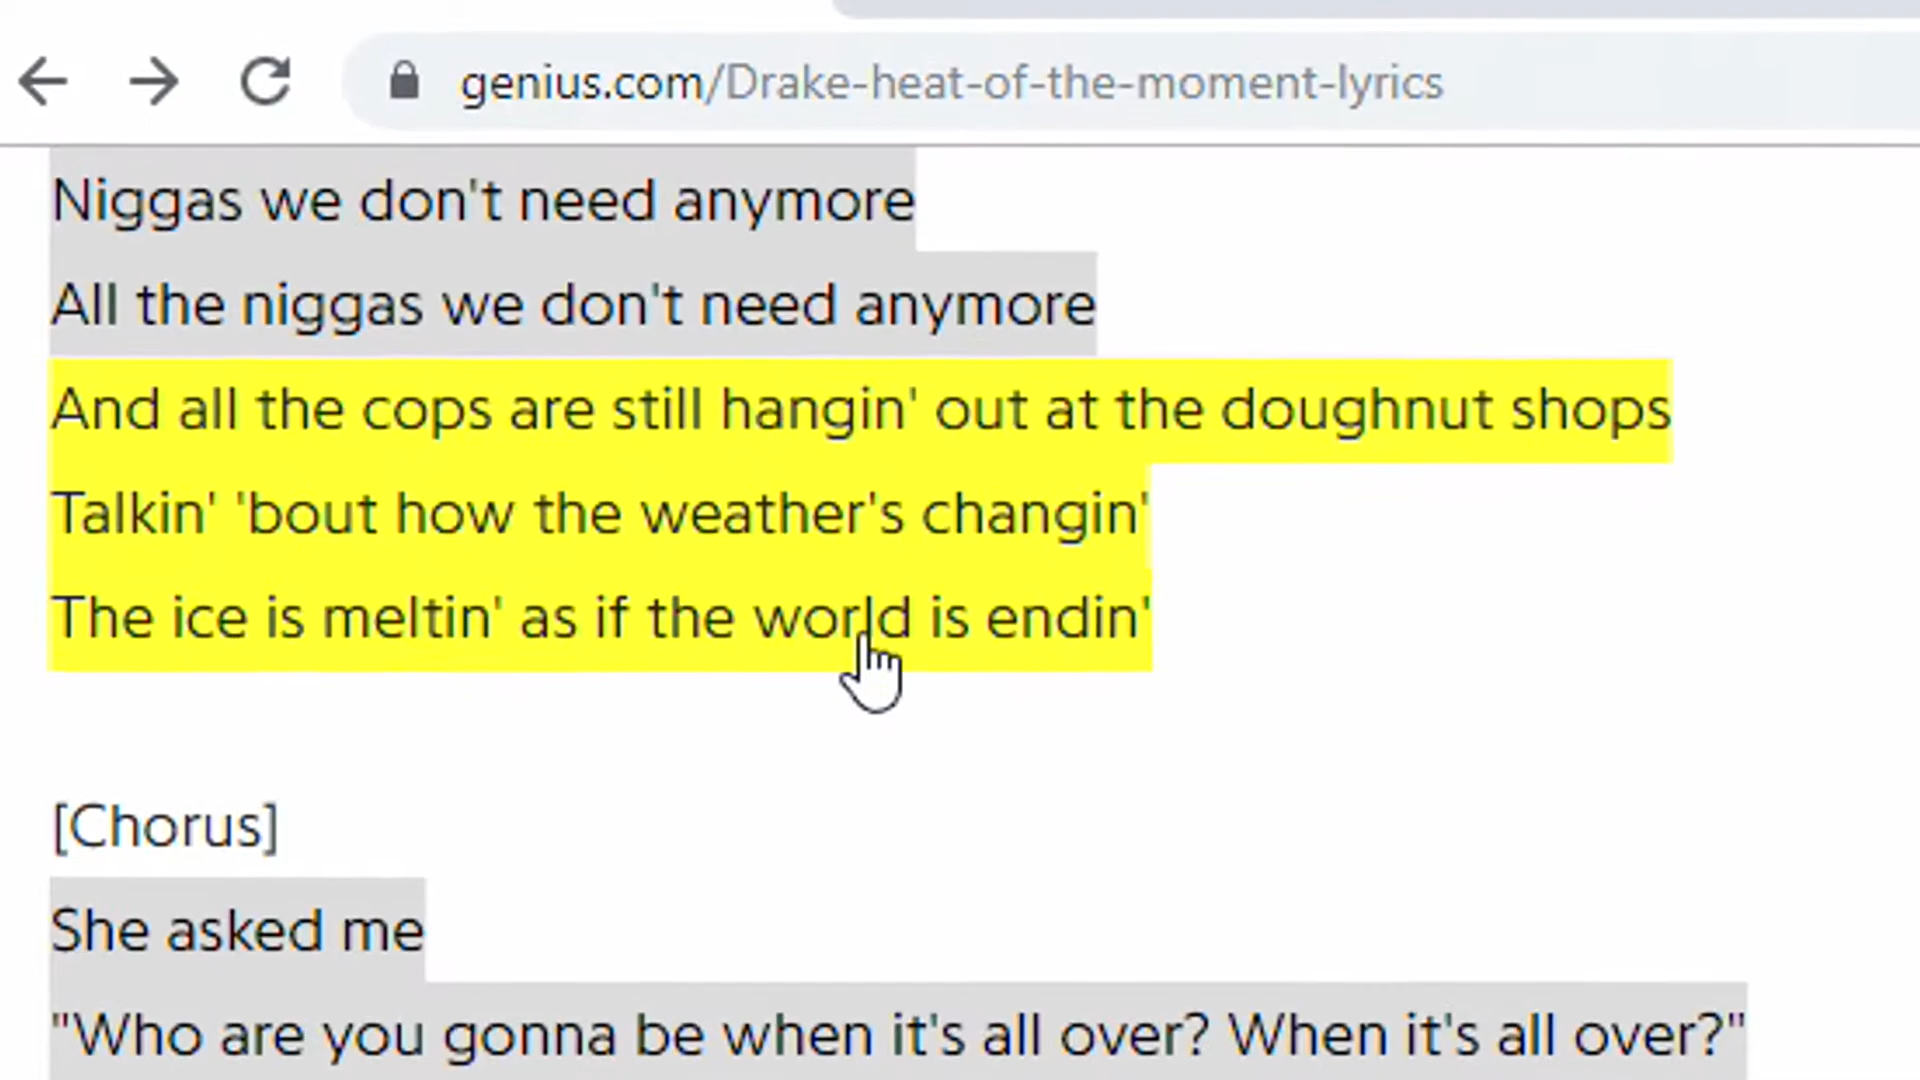 genius.com/Drake-heat-of-the-moment-lyrics
Niggas we don't need anymore
All the niggas we don't need anymore
And all the cops are still hangin' out at the doughnut shops
Talkin' 'bout how the weather's changin'
The ice is meltin' as if the world is endin'
[Chorus]
She asked me
"Who are you gonna be when it's all over? When it's all over?"